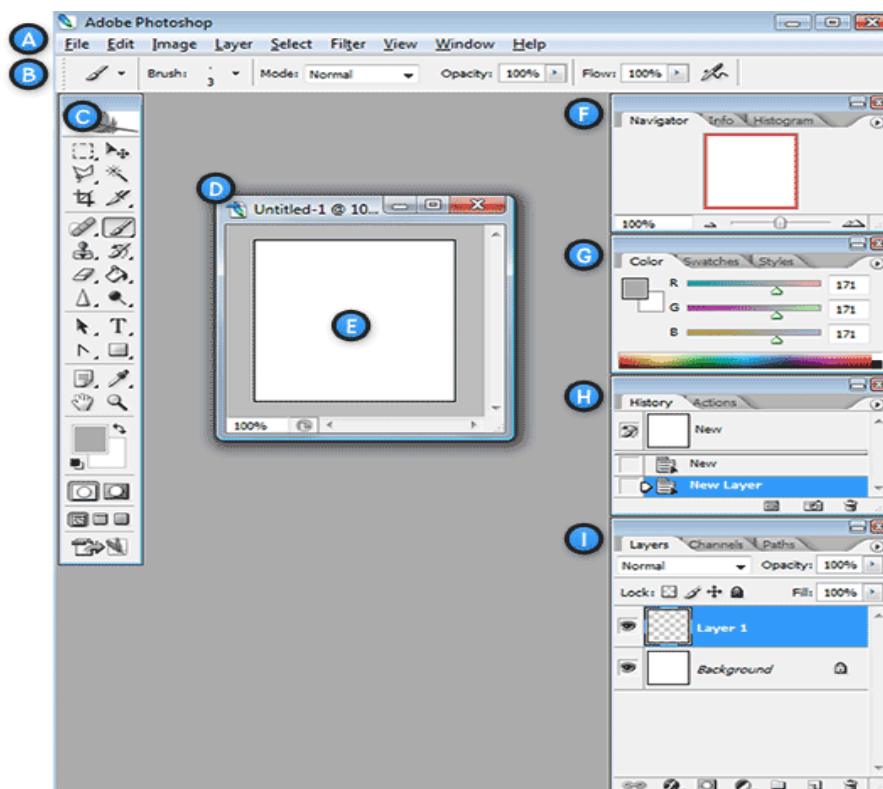 Adobe Photoshop
A
File Edit Image Layer Select Filter View Window Help
B
Brush: 3 Mode: Normal Opacity: 100% Flow: 100%
C
D
Untitled-1 @ 10...
E
100%
F
Navigator Info Histogram
100%
G
Color Swatches Styles
R 171
G 171
B 171
H
History Actions
New
New
New Layer
I
Layers Channels Paths
Normal Opacity: 100%
Lock: Fill: 100%
Layer 1
Background